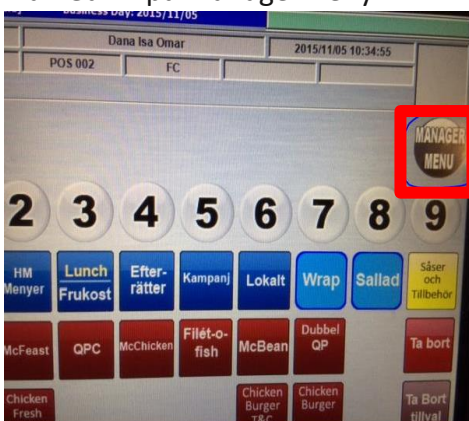 Business Day: 2015/11/05
Dana Isa Omar
2015/11/05 10:34:55
POS 002
FC
MANAGER
MENU
2 3 4 5 6 7 8 9
HM
Menyer
Lunch
Frukost
Efter-
rätter
Kampanj
Lokalt
Wrap
Sallad
Såser
och
Tillbehör
McFeast
QPC
McChicken
Filét-o-
fish
McBean
Dubbel
QP
Ta bort
Chicken
Fresh
Chicken
Burger
T&C
Chicken
Burger
Ta Bort
tillval